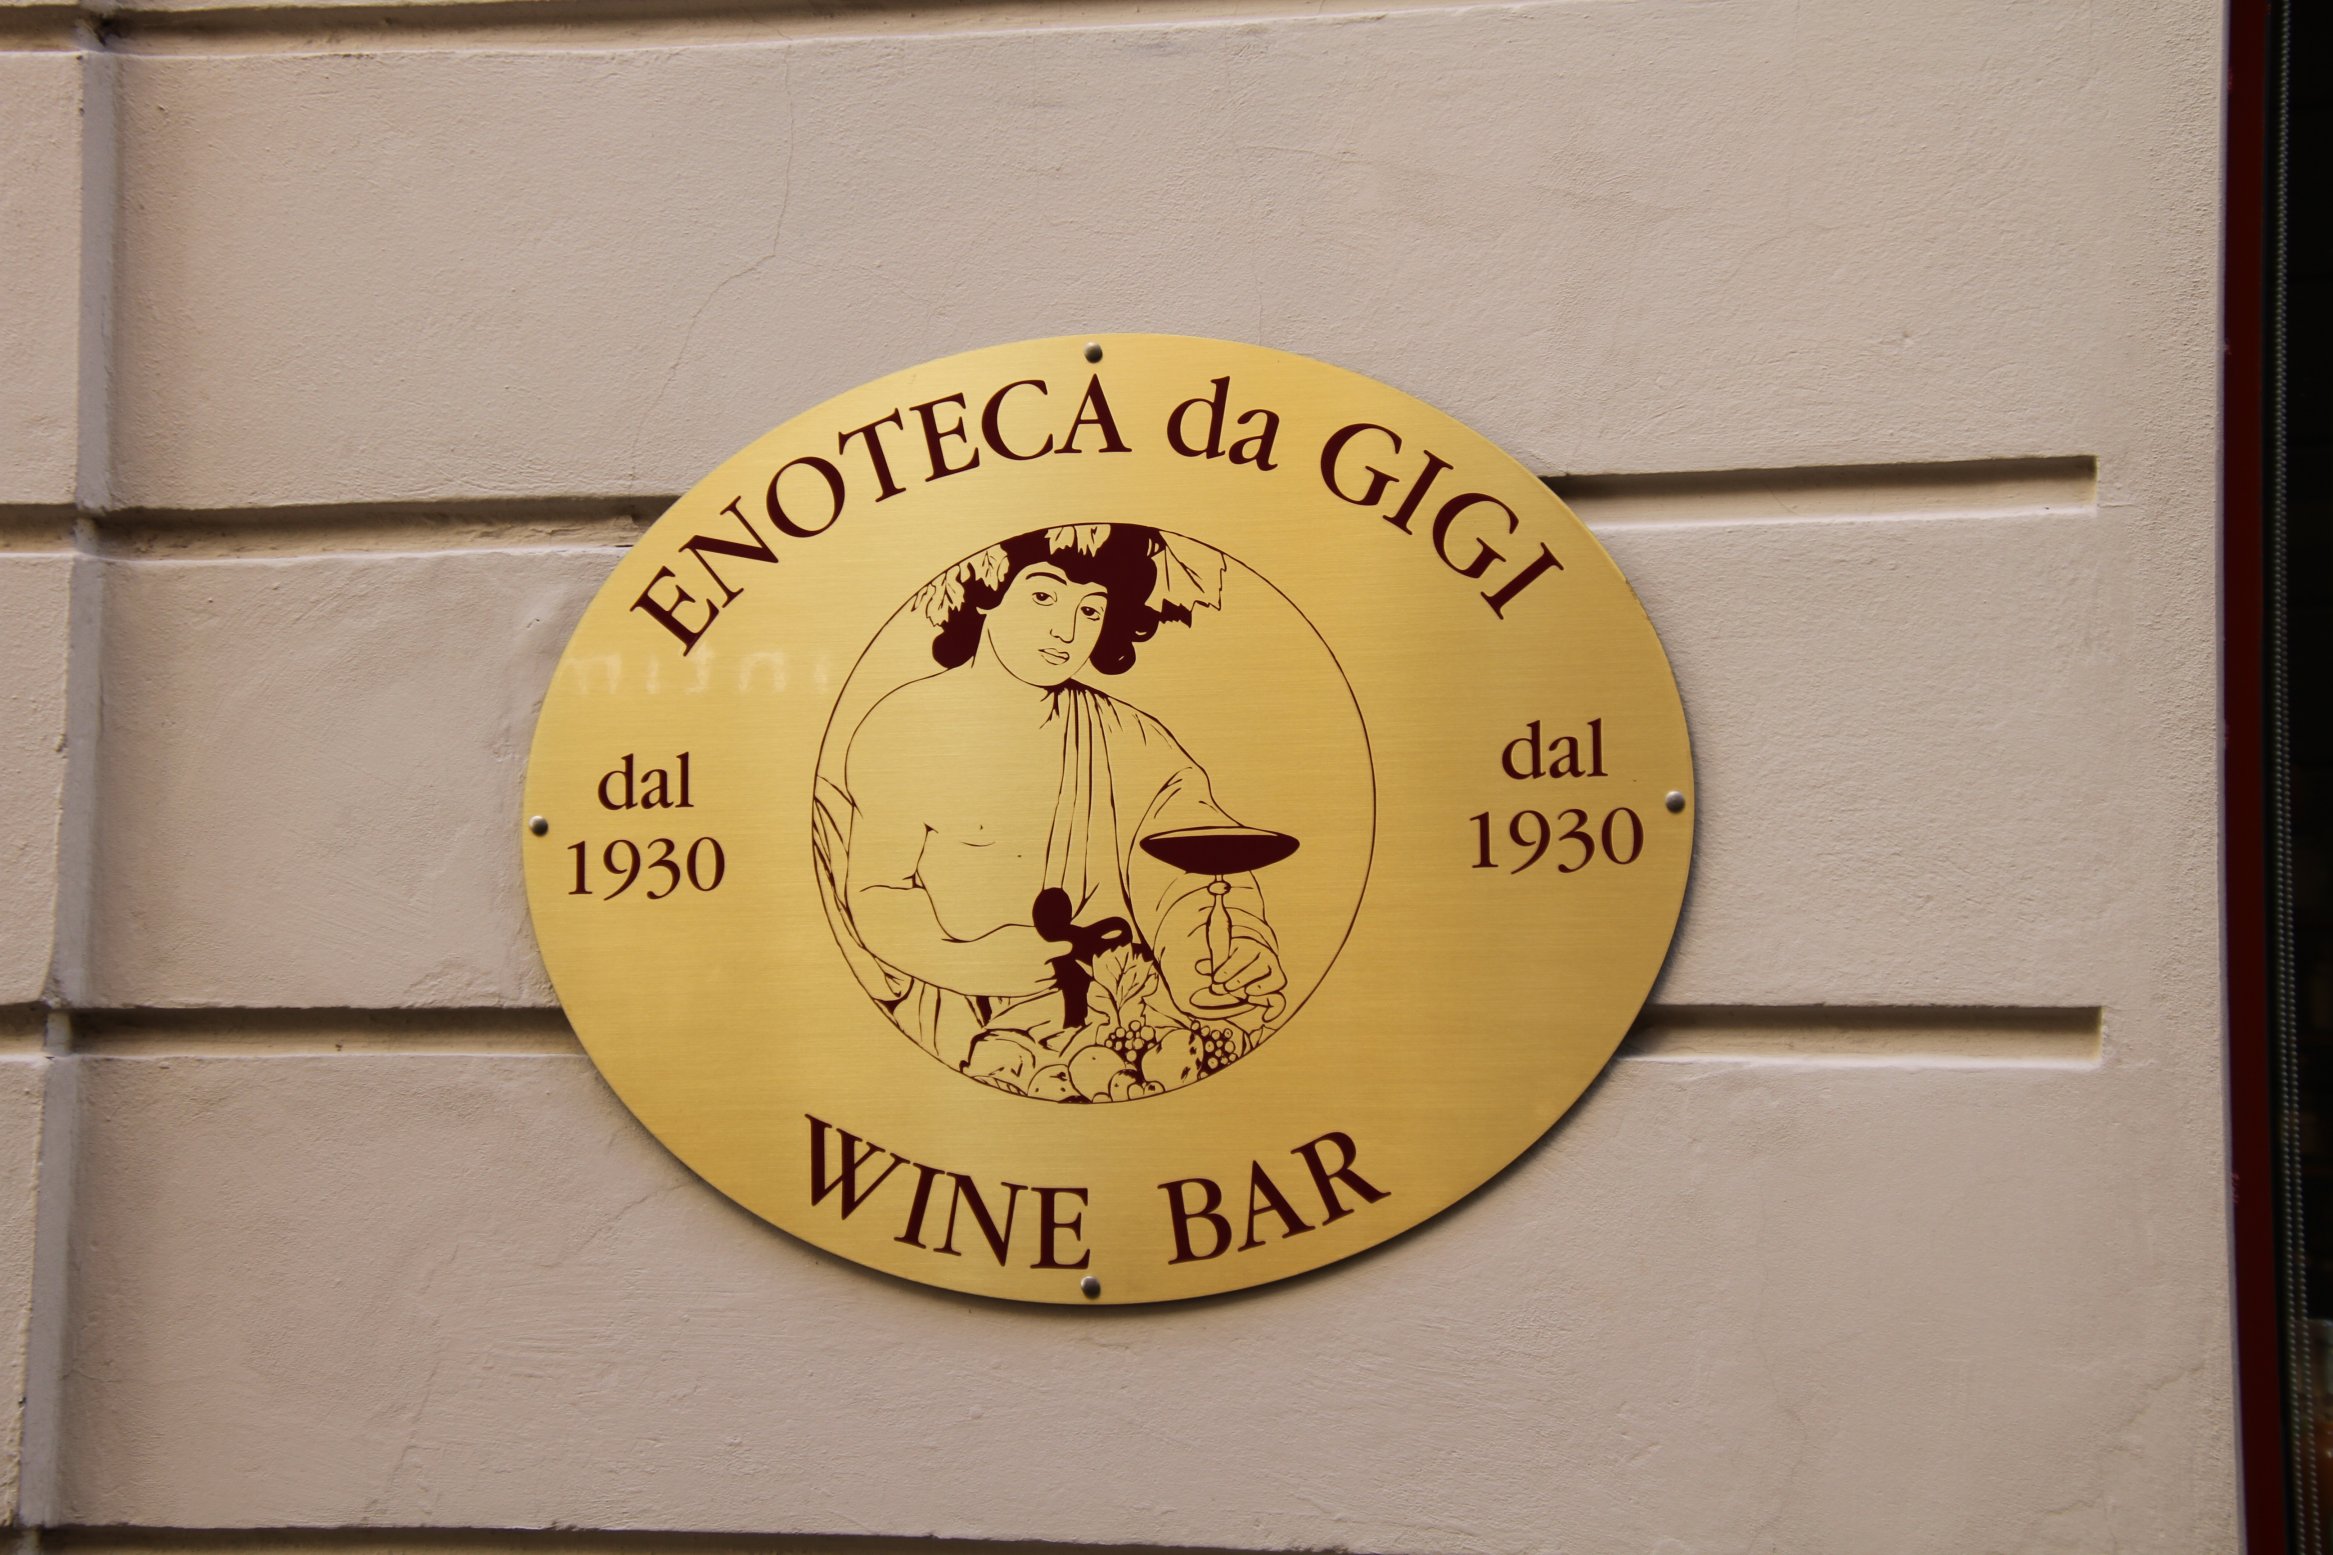 ENOTECA da GIGI
dal
1930
dal
1930
WINE BAR